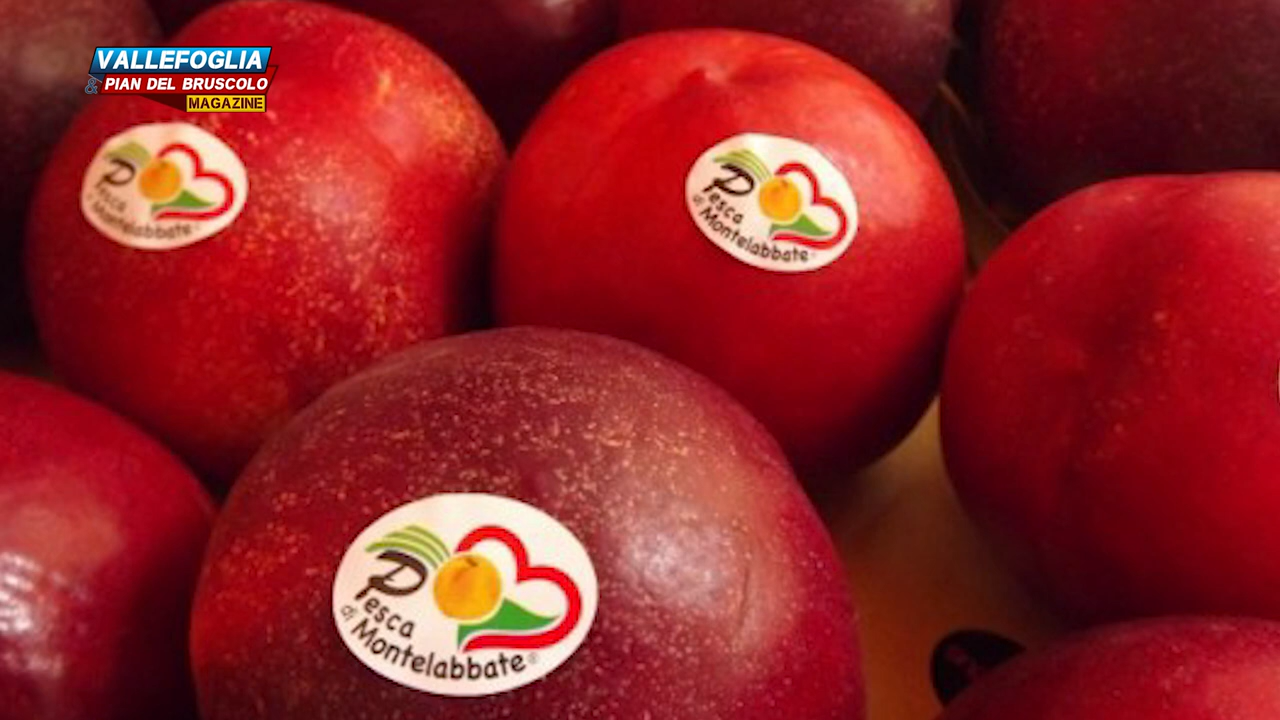 VALLEFOGLIA
& PIAN DEL BRUSCOLO
MAGAZINE
Pesca
di Montelabbate
Pesca
di Montelabbate®
Pesca
di Montelabbate®